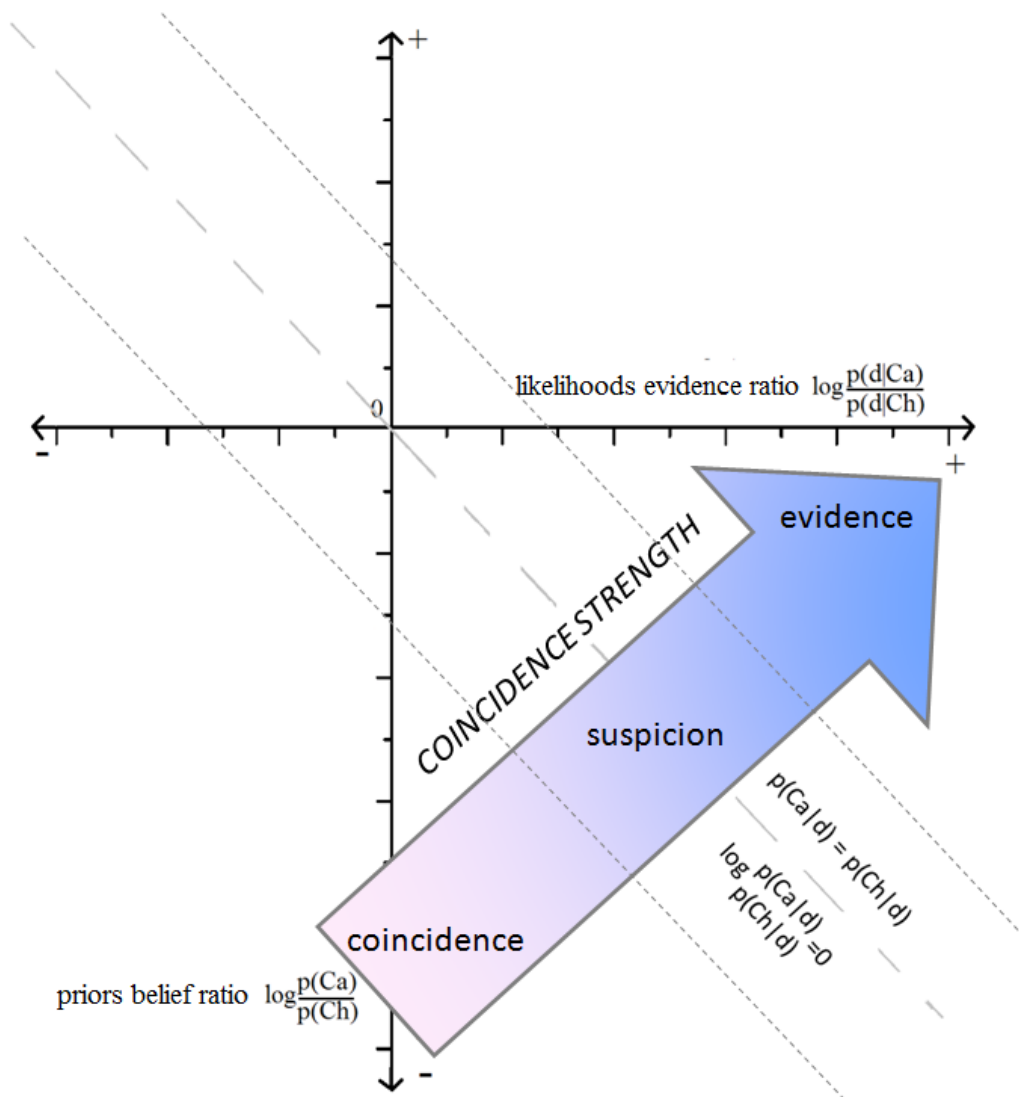 +
likelihoods evidence ratio log p(d|Ca)
p(d|Ch)
0
-
+
evidence
COINCIDENCE STRENGTH
suspicion
p(Ca|d) = p(Ch|d)
log p(Ca|d)
p(Ch|d) =0
coincidence
priors belief ratio log p(Ca)
p(Ch)
-